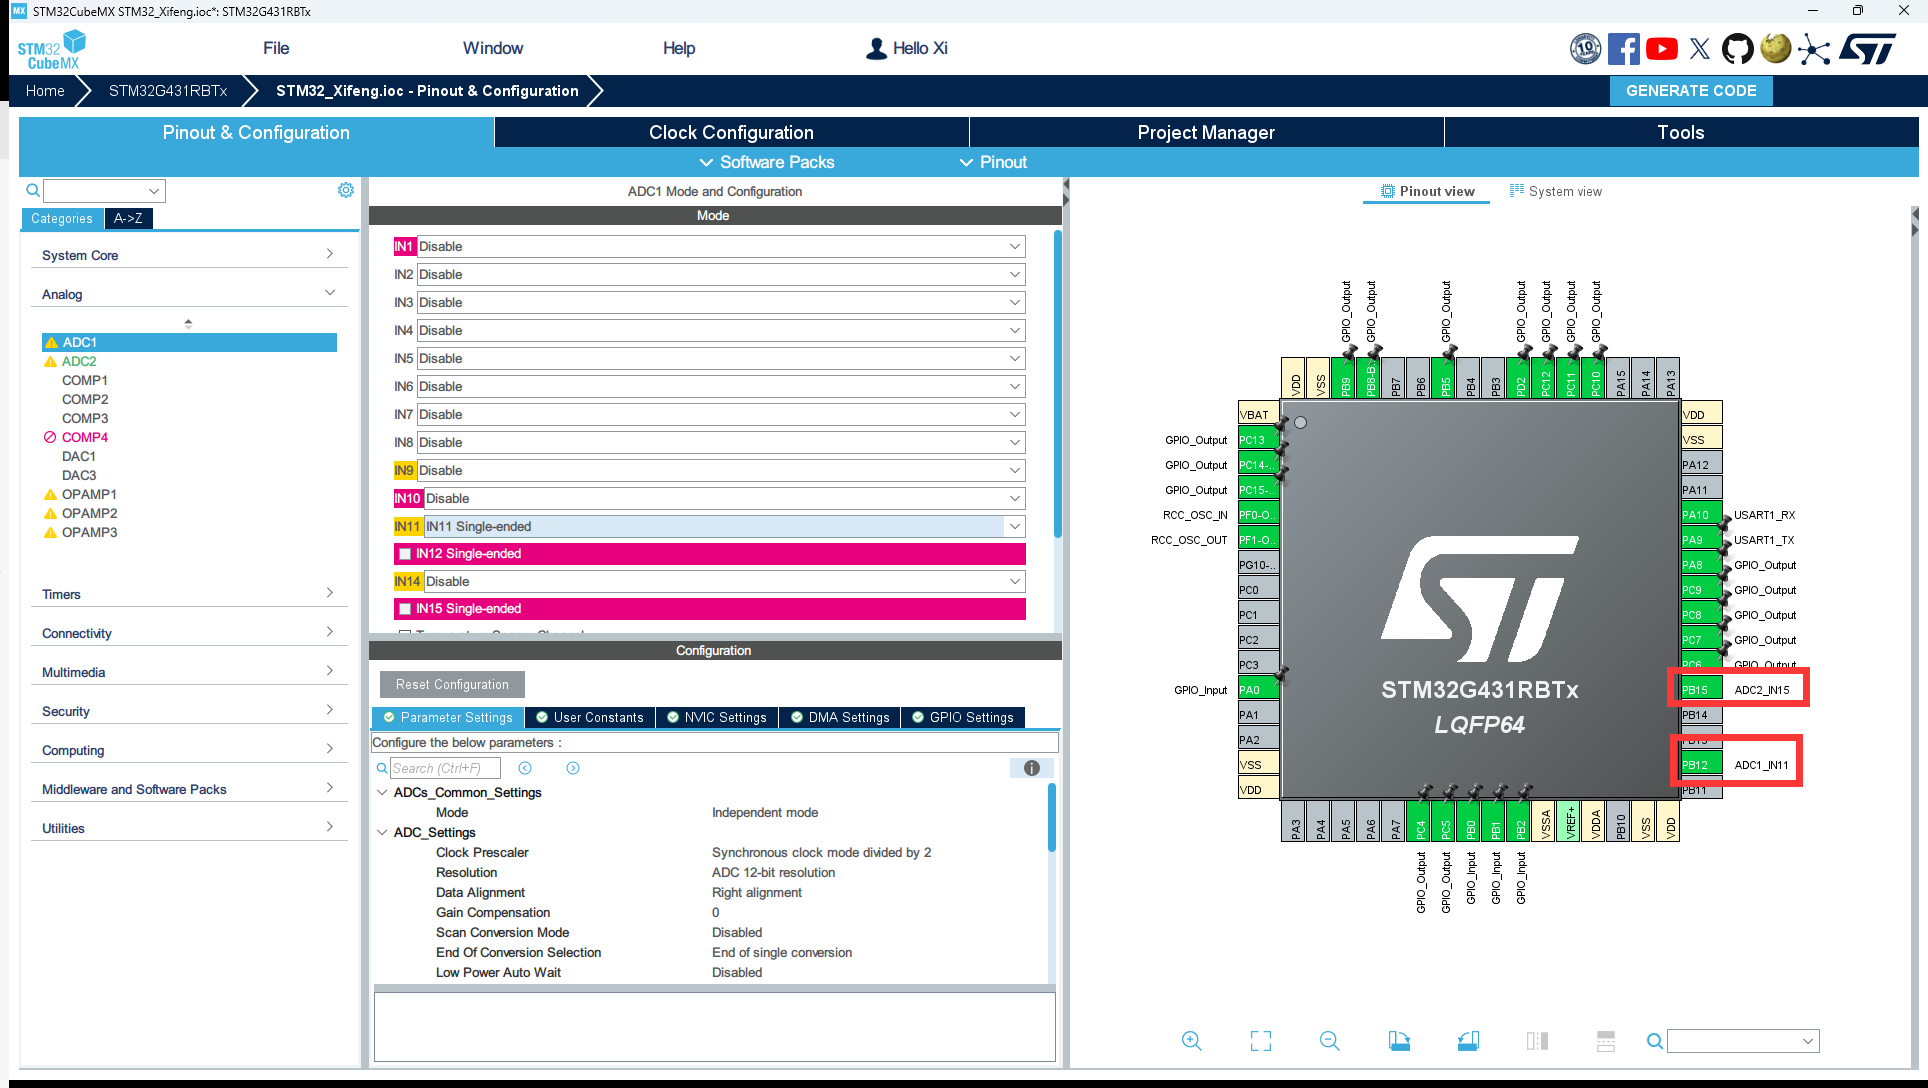 MX STM32CubeMX STM32_Xifeng.ioc*: STM32G431RBTx
STM32 CubeMX
File
Window
Help
Hello Xi
10
Home
STM32G431RBTx
STM32_Xifeng.ioc - Pinout & Configuration
GENERATE CODE
Pinout & Configuration
Clock Configuration
Project Manager
Tools
Software Packs
Pinout
Categories
A->Z
System Core
Analog
ADC1
ADC2
COMP1
COMP2
COMP3
COMP4
DAC1
DAC3
OPAMP1
OPAMP2
OPAMP3
Timers
Connectivity
Multimedia
Security
Computing
Middleware and Software Packs
Utilities
ADC1 Mode and Configuration
Mode
IN1 Disable
IN2 Disable
IN3 Disable
IN4 Disable
IN5 Disable
IN6 Disable
IN7 Disable
IN8 Disable
IN9 Disable
IN10 Disable
IN11 IN11 Single-ended
IN12 Single-ended
IN14 Disable
IN15 Single-ended
Configuration
Reset Configuration
Parameter Settings
User Constants
NVIC Settings
DMA Settings
GPIO Settings
Configure the below parameters :
Search (Ctrl+F)
ADCs_Common_Settings
Mode Independent mode
ADC_Settings
Clock Prescaler Synchronous clock mode divided by 2
Resolution ADC 12-bit resolution
Data Alignment Right alignment
Gain Compensation 0
Scan Conversion Mode Disabled
End Of Conversion Selection End of single conversion
Low Power Auto Wait Disabled
Pinout view
System view
GPIO_Output
GPIO_Output
GPIO_Output
GPIO_Output
GPIO_Output
GPIO_Output
GPIO_Output
VDD
VSS
PB9
PB8-B..
PB7
PB6
PB5
PB4
PB3
PD2
PC12
PC11
PC10
PA15
PA14
PA13
VBAT
GPIO_Output PC13
GPIO_Output PC14-..
GPIO_Output PC15-..
RCC_OSC_IN PF0-O..
RCC_OSC_OUT PF1-O..
PG10-..
PC0
PC1
PC2
PC3
GPIO_Input PA0
PA1
PA2
VSS
VDD
STM32G431RBTx
LQFP64
VDD
VSS
PA12
PA11
PA10 USART1_RX
PA9 USART1_TX
PA8 GPIO_Output
PC9 GPIO_Output
PC8 GPIO_Output
PC7 GPIO_Output
PC6 GPIO_Output
PB15 ADC2_IN15
PB14
PB13
PB12 ADC1_IN11
PB11
PA3
PA4
PA5
PA6
PA7
PC4
PC5
PB0
PB1
PB2
VSSA
VREF+
VDDA
PB10
VSS
VDD
GPIO_Output
GPIO_Output
GPIO_Input
GPIO_Input
GPIO_Input